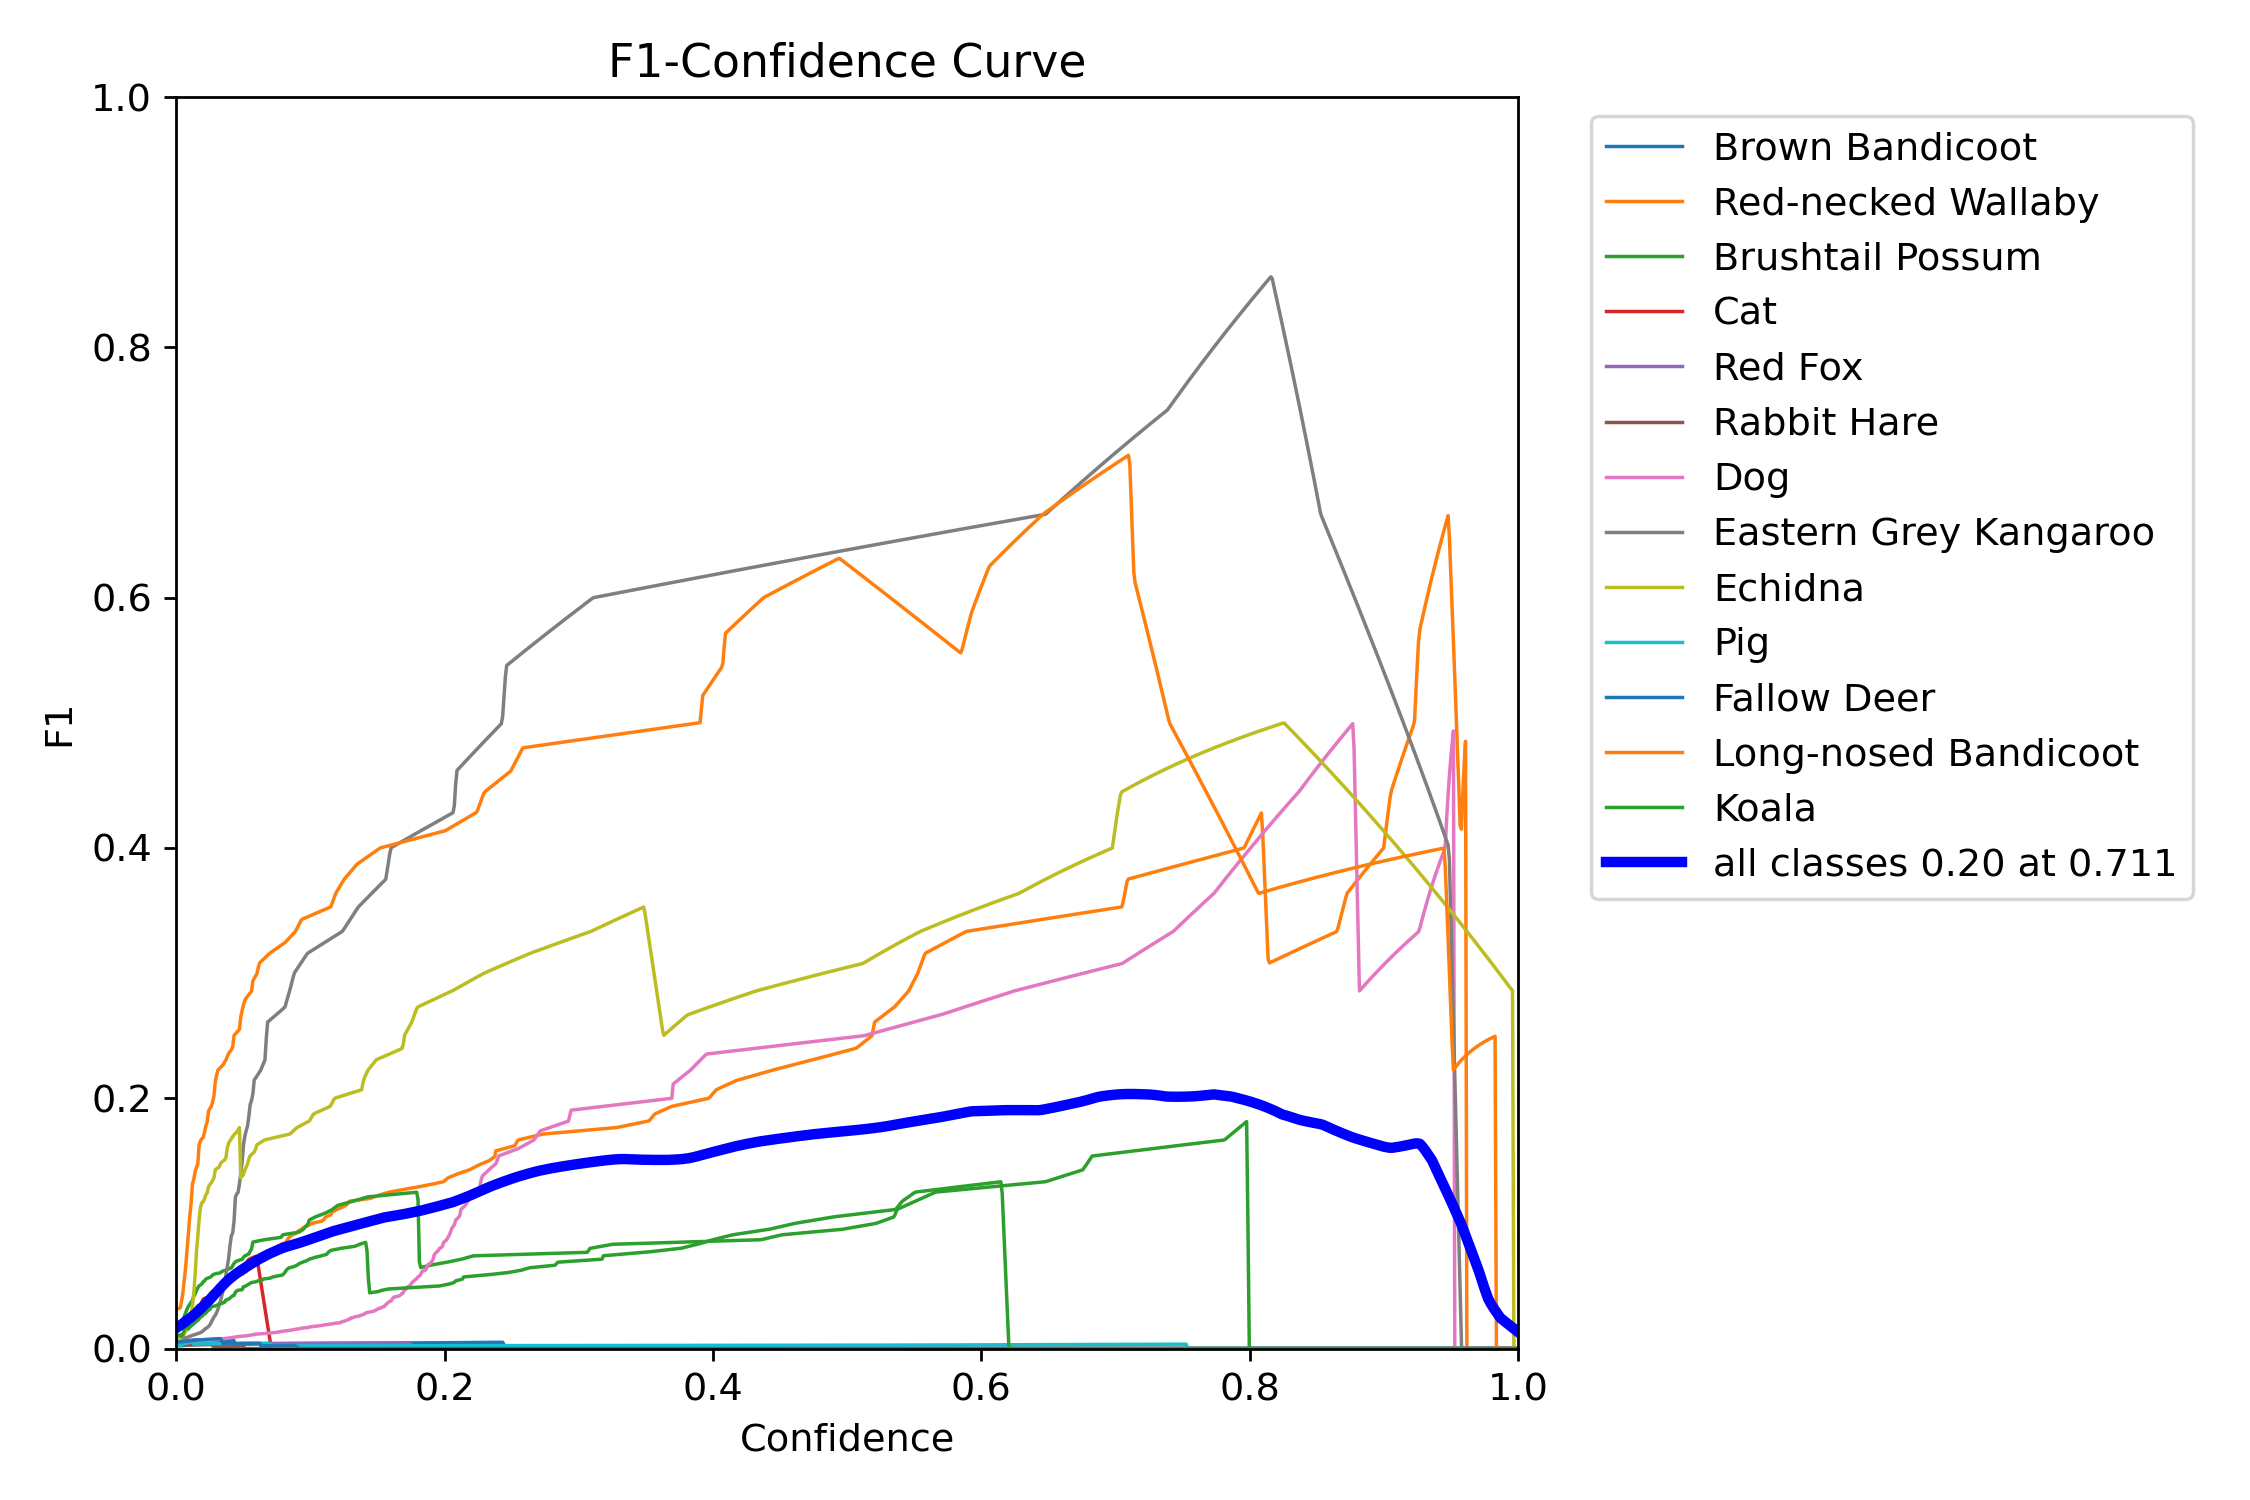 F1-Confidence Curve
1.0
0.8
0.6
0.4
0.2
0.0
F1
0.0 0.2 0.4 0.6 0.8 1.0
Confidence
Brown Bandicoot
Red-necked Wallaby
Brushtail Possum
Cat
Red Fox
Rabbit Hare
Dog
Eastern Grey Kangaroo
Echidna
Pig
Fallow Deer
Long-nosed Bandicoot
Koala
all classes 0.20 at 0.711